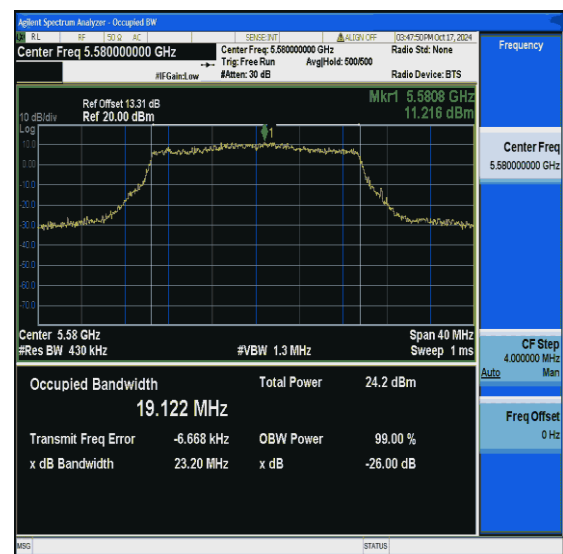 Agilent Spectrum Analyzer - Occupied BW
RL RF 50 Ω AC SENSE:INT ALIGN OFF 03:47:50PM Oct 17, 2024
Center Freq 5.580000000 GHz
Center Freq: 5.580000000 GHz Radio Std: None
Trig: Free Run Avg|Hold: 500/500
#IFGain:Low #Atten: 30 dB Radio Device: BTS
Frequency
Ref Offset 13.31 dB
10 dB/div Ref 20.00 dBm
Mkr1 5.5808 GHz
11.216 dBm
Log
10.0
0.00
-10.0
-20.0
-30.0
-40.0
-50.0
-60.0
-70.0
1
Center Freq
5.580000000 GHz
Center 5.58 GHz Span 40 MHz
#Res BW 430 kHz #VBW 1.3 MHz Sweep 1 ms
CF Step
4.000000 MHz
Auto Man
Occupied Bandwidth Total Power 24.2 dBm
19.122 MHz
Transmit Freq Error -6.668 kHz OBW Power 99.00 %
x dB Bandwidth 23.20 MHz x dB -26.00 dB
Freq Offset
0 Hz
MSG STATUS